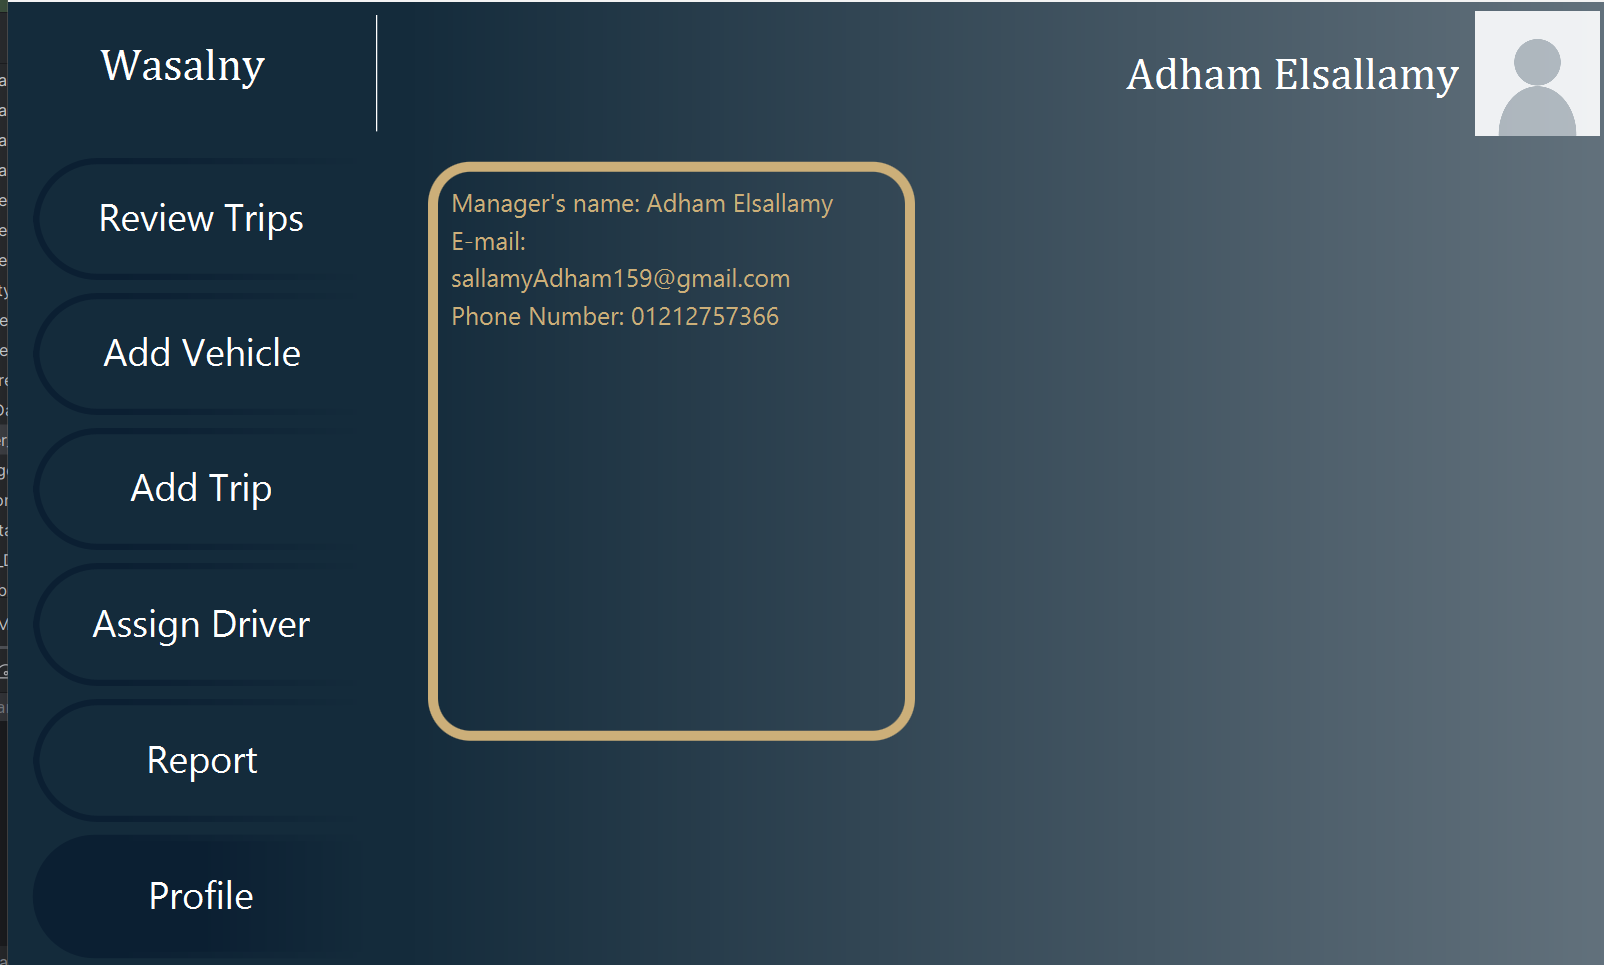 Wasalny
Adham Elsallamy
Review Trips
Add Vehicle
Add Trip
Assign Driver
Report
Profile
Manager's name: Adham Elsallamy
E-mail:
sallamyAdham159@gmail.com
Phone Number: 01212757366